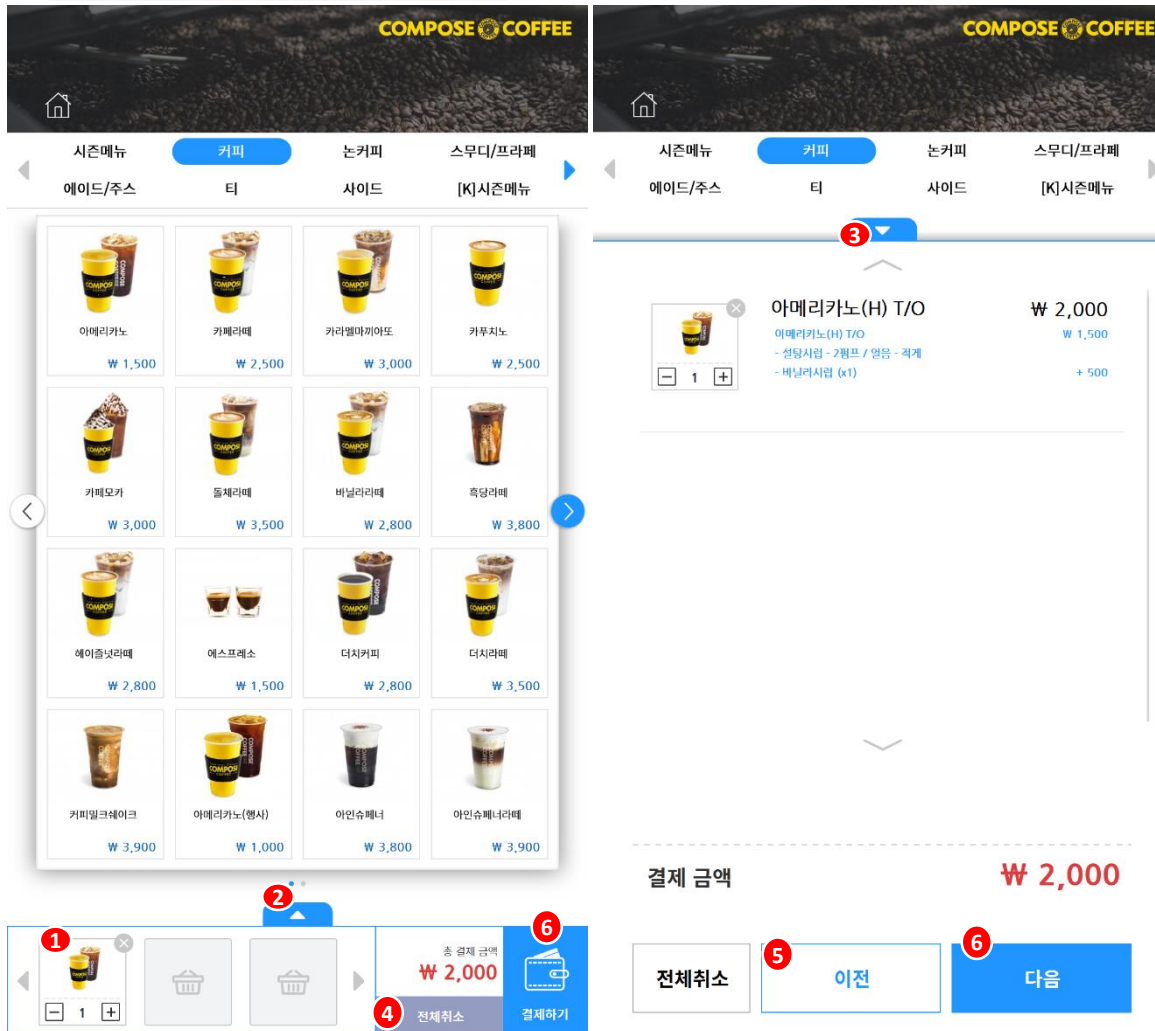 COMPOSE COFFEE
시즌메뉴 커피 논커피 스무디/프라페
에이드/주스 티 사이드 [K]시즌메뉴
아메리카노 카페라떼 카라멜마끼아또 카푸치노
₩ 1,500 ₩ 2,500 ₩ 3,000 ₩ 2,500
카페모카 돌체라떼 바닐라라떼 흑당라떼
₩ 3,000 ₩ 3,500 ₩ 2,800 ₩ 3,800
헤이즐넛라떼 에스프레소 더치커피 더치라떼
₩ 2,800 ₩ 1,500 ₩ 2,800 ₩ 3,500
커피밀크쉐이크 아메리카노(행사) 아인슈페너 아인슈페너라떼
₩ 3,900 ₩ 1,000 ₩ 3,800 ₩ 3,900
2
1
6
총 결제 금액
₩ 2,000
1
4 전체취소
결제하기
COMPOSE COFFEE
시즌메뉴 커피 논커피 스무디/프라페
에이드/주스 티 사이드 [K]시즌메뉴
3
아메리카노(H) T/O ₩ 2,000
아메리카노(H) T/O ₩ 1,500
- 설탕시럽 - 2펌프 / 얼음 - 적게
1
- 바닐라시럽 (x1) + 500
결제 금액 ₩ 2,000
5 6
전체취소 이전 다음